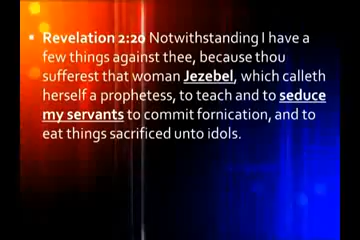 • Revelation 2:20 Notwithstanding I have a
few things against thee, because thou
sufferest that woman Jezebel, which calleth
herself a prophetess, to teach and to seduce
my servants to commit fornication, and to
eat things sacrificed unto idols.